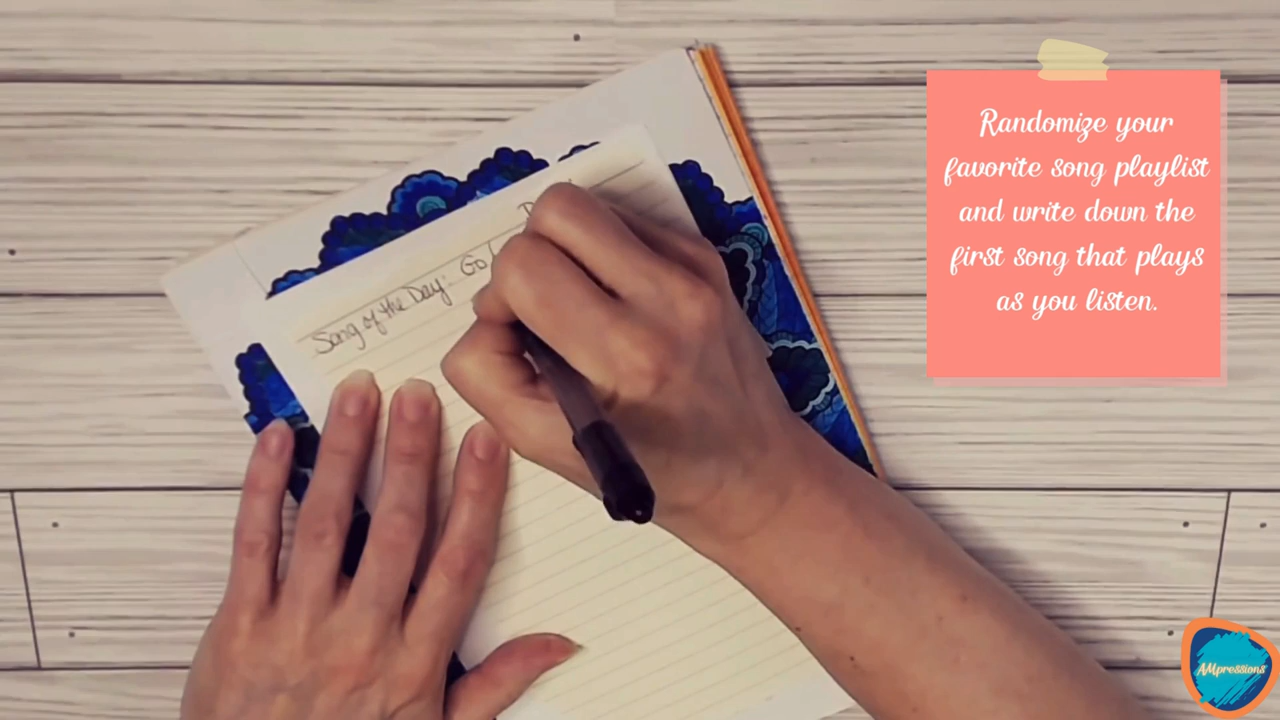 Song of the Day: Go
Randomize your
favorite song playlist
and write down the
first song that plays
as you listen.
AMpressions